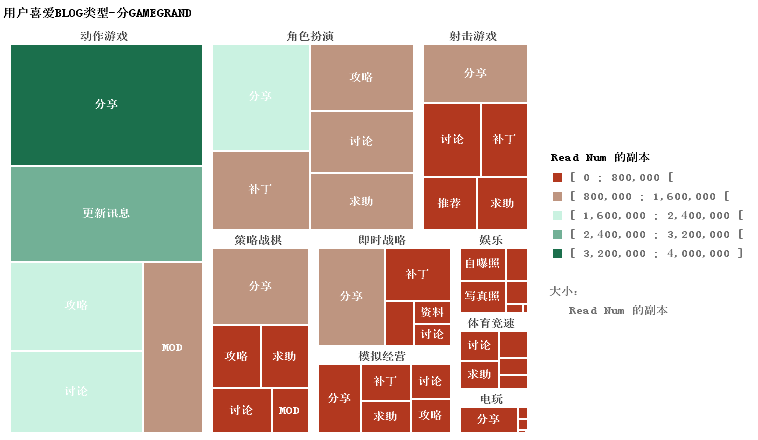 用户喜爱BLOG类型-分GAMEGRAND
动作游戏
分享
更新讯息
攻略
讨论
MOD
角色扮演
分享
补丁
攻略
讨论
求助
射击游戏
分享
讨论
补丁
推荐
求助
策略战棋
分享
攻略
求助
讨论
MOD
即时战略
分享
补丁
资料
讨论
模拟经营
分享
补丁
讨论
求助
攻略
娱乐
自曝照
写真照
体育竞速
讨论
求助
电玩
分享
Read Num 的副本
[ 0 ; 800,000 [
[ 800,000 ; 1,600,000 [
[ 1,600,000 ; 2,400,000 [
[ 2,400,000 ; 3,200,000 [
[ 3,200,000 ; 4,000,000 ]
大小:
Read Num 的副本